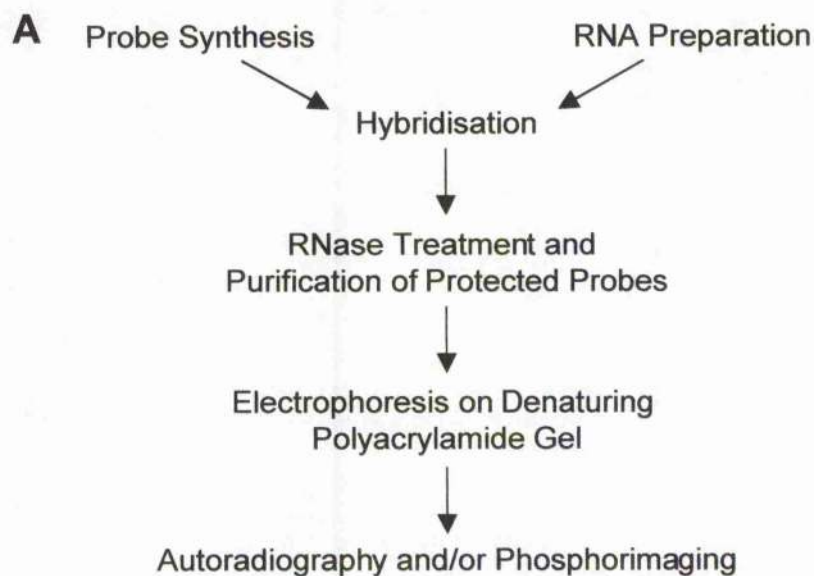 A
Probe Synthesis
RNA Preparation
Hybridisation
RNase Treatment and
Purification of Protected Probes
Electrophoresis on Denaturing
Polyacrylamide Gel
Autoradiography and/or Phosphorimaging